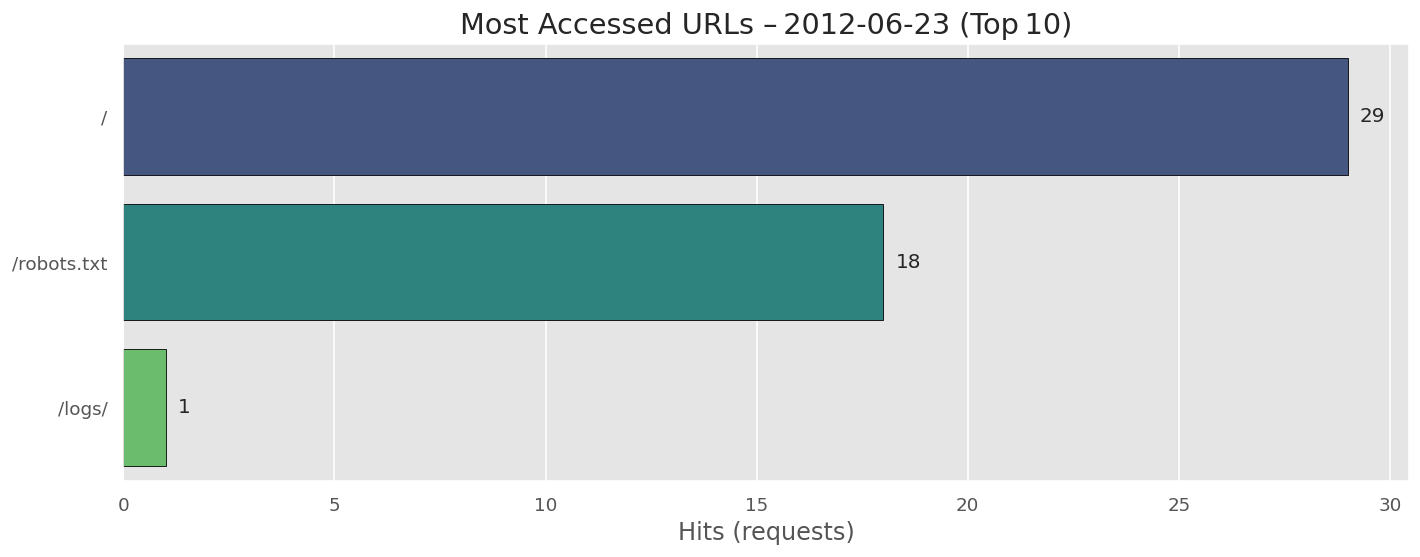 Most Accessed URLs – 2012-06-23 (Top 10)
/
29
/robots.txt
18
/logs/
1
0 5 10 15 20 25 30
Hits (requests)